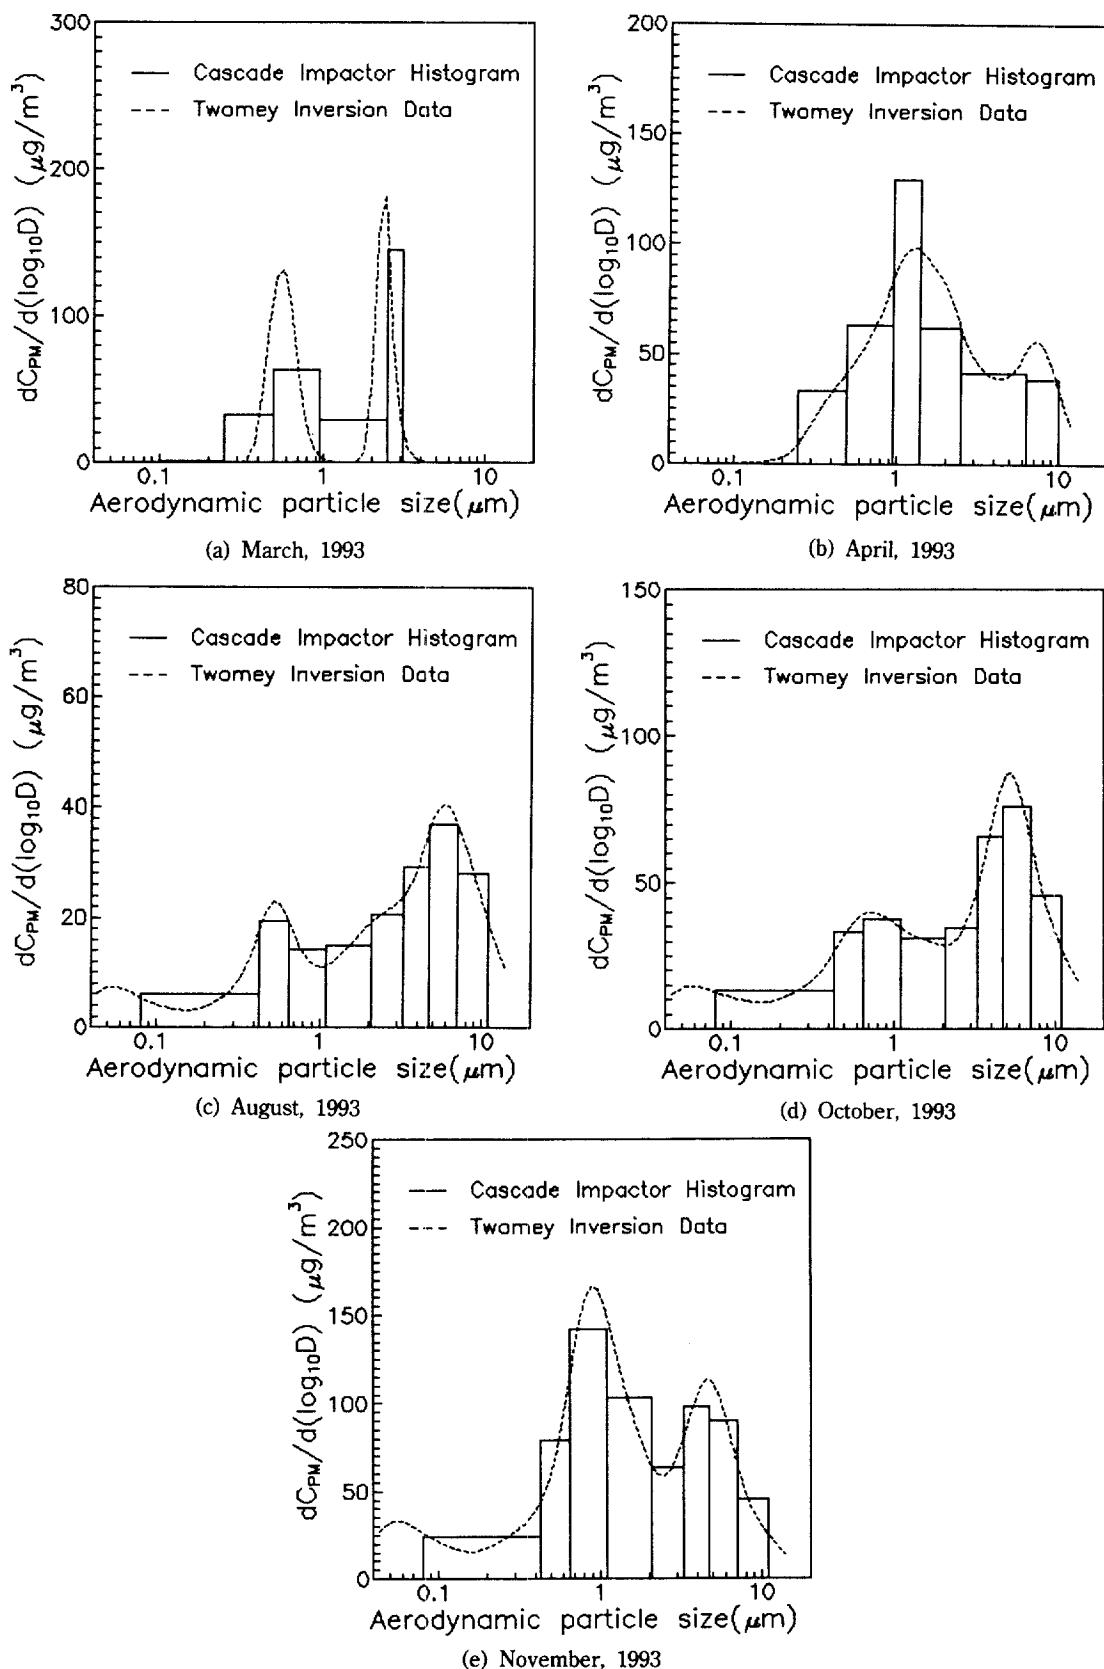 300
200
100
0
dC_PM/d(log₁₀D) (μg/m³)
Cascade Impactor Histogram
Twomey Inversion Data
0.1 1 10
Aerodynamic particle size(μm)
(a) March, 1993
200
150
100
50
0
dC_PM/d(log₁₀D) (μg/m³)
Cascade Impactor Histogram
Twomey Inversion Data
0.1 1 10
Aerodynamic particle size(μm)
(b) April, 1993
80
60
40
20
0
dC_PM/d(log₁₀D) (μg/m³)
Cascade Impactor Histogram
Twomey Inversion Data
0.1 1 10
Aerodynamic particle size(μm)
(c) August, 1993
150
100
50
0
dC_PM/d(log₁₀D) (μg/m³)
Cascade Impactor Histogram
Twomey Inversion Data
0.1 1 10
Aerodynamic particle size(μm)
(d) October, 1993
250
200
150
100
50
0
dC_PM/d(log₁₀D) (μg/m³)
Cascade Impactor Histogram
Twomey Inversion Data
0.1 1 10
Aerodynamic particle size(μm)
(e) November, 1993